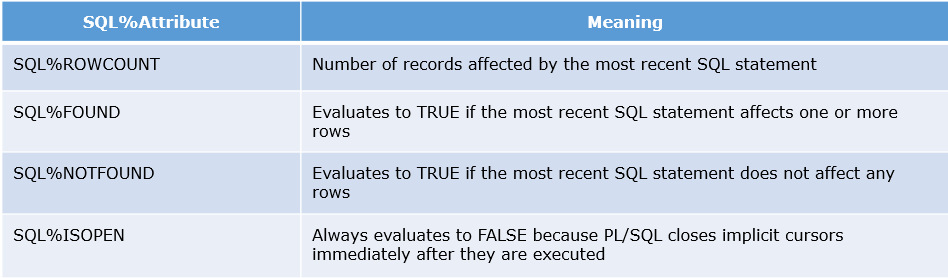 SQL%Attribute
Meaning
SQL%ROWCOUNT
Number of records affected by the most recent SQL statement
SQL%FOUND
Evaluates to TRUE if the most recent SQL statement affects one or more
rows
SQL%NOTFOUND
Evaluates to TRUE if the most recent SQL statement does not affect any
rows
SQL%ISOPEN
Always evaluates to FALSE because PL/SQL closes implicit cursors
immediately after they are executed